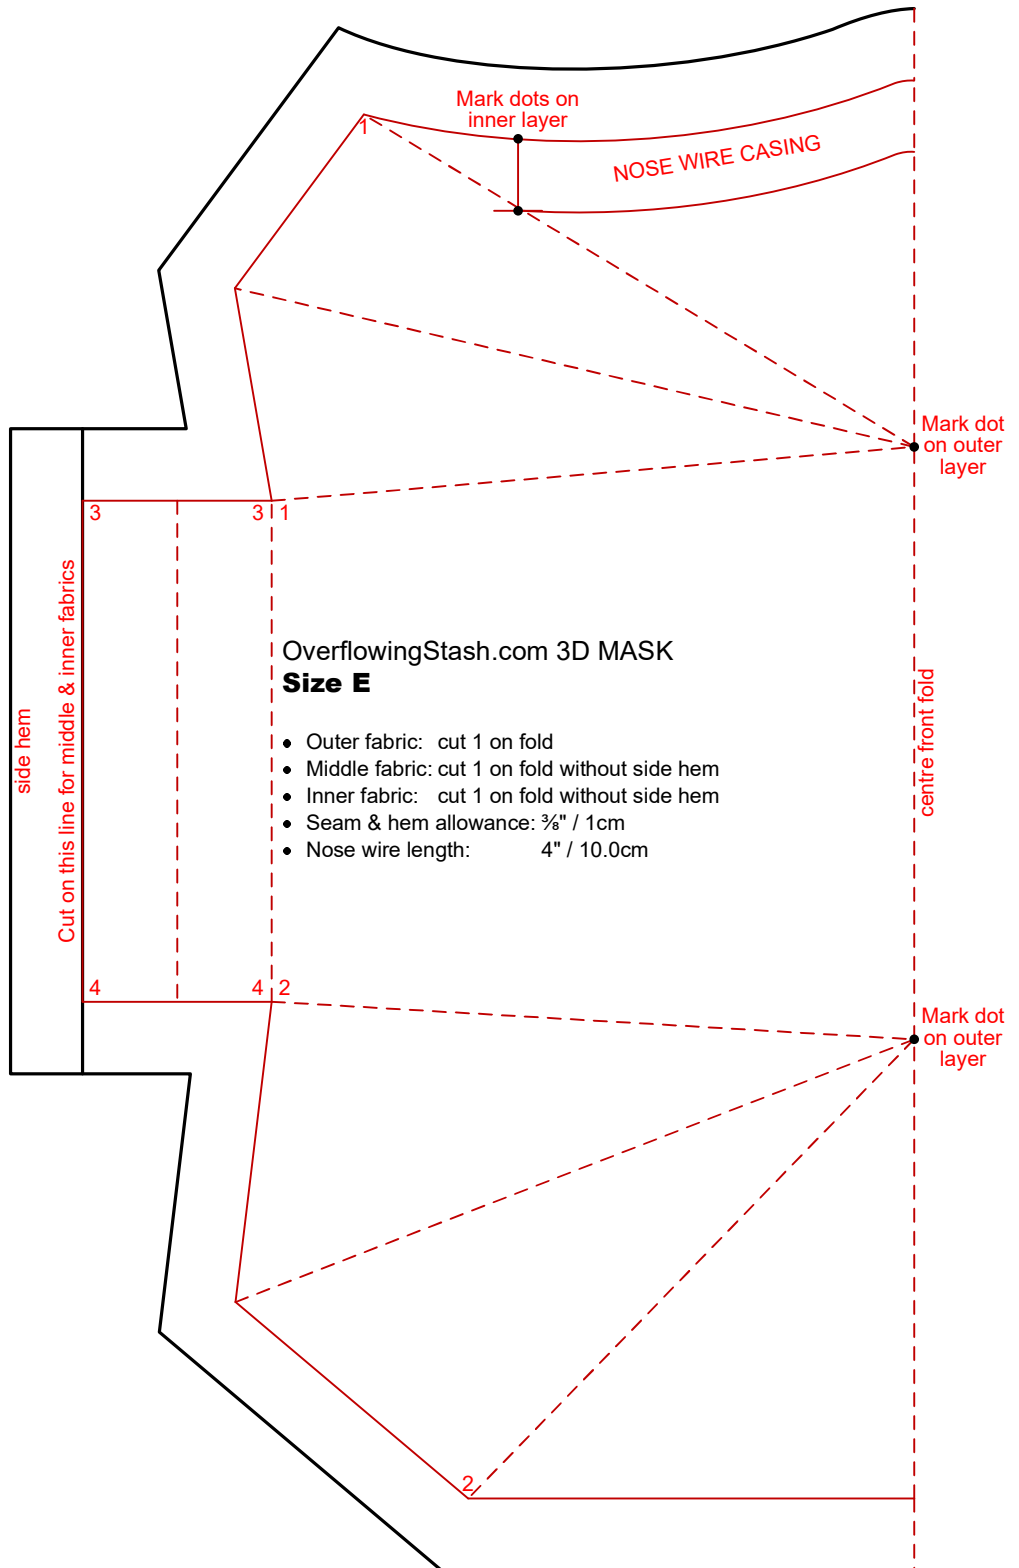 Mark dots on
inner layer
1
NOSE WIRE CASING
Mark dot
on outer
layer
3
3
1
Cut on this line for middle & inner fabrics
side hem
OverflowingStash.com 3D MASK
Size E
• Outer fabric: cut 1 on fold
• Middle fabric: cut 1 on fold without side hem
• Inner fabric: cut 1 on fold without side hem
• Seam & hem allowance: ⅜" / 1cm
• Nose wire length: 4" / 10.0cm
centre front fold
4
4
2
Mark dot
on outer
layer
2